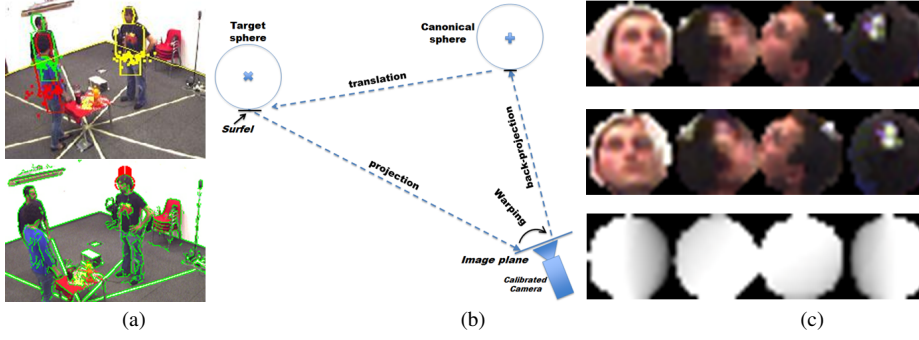 Target
sphere
Canonical
sphere
translation
Surfel
projection
back-projection
Warping
Image plane
Calibrated
Camera
(a)
(b)
(c)